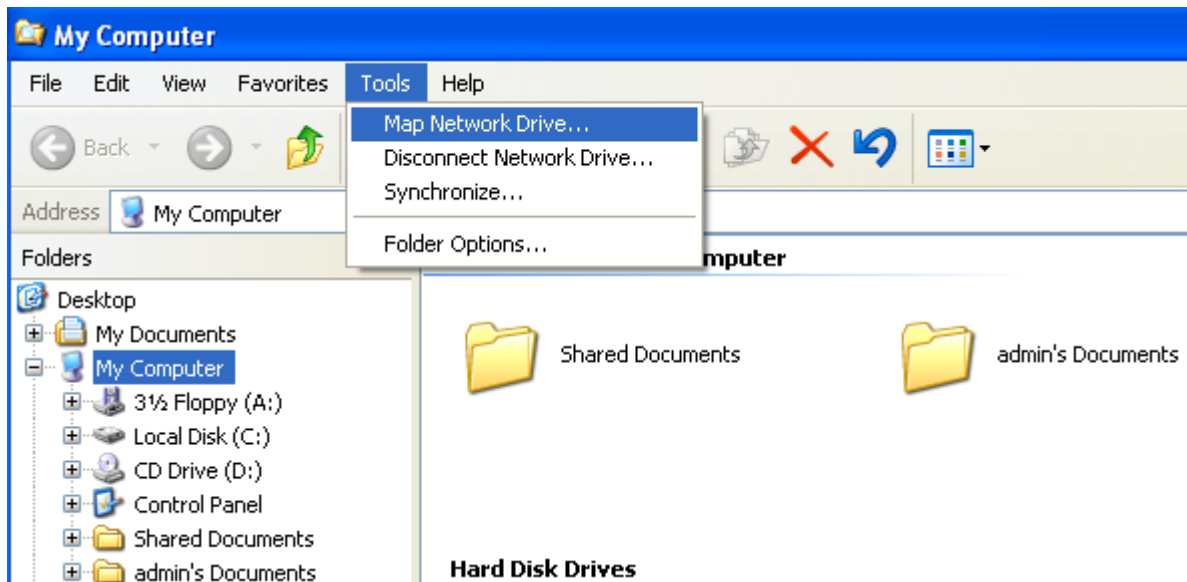 My Computer
File Edit View Favorites Tools Help
Map Network Drive...
Back
Disconnect Network Drive...
Synchronize...
Address My Computer
Folder Options...
Folders
Desktop
My Documents
My Computer
3½ Floppy (A:)
Local Disk (C:)
CD Drive (D:)
Control Panel
Shared Documents
admin's Documents
mputer
Shared Documents admin's Documents
Hard Disk Drives